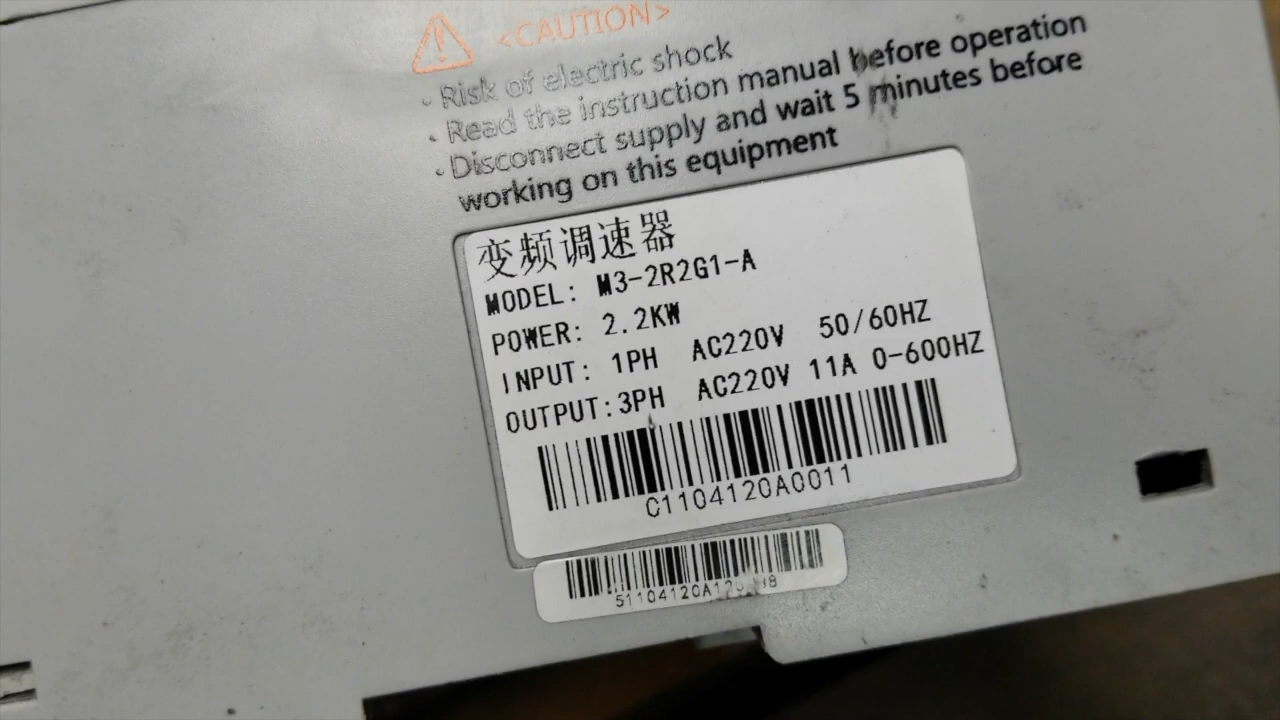 <CAUTION>
· Risk of electric shock
· Read the instruction manual before operation
· Disconnect supply and wait 5 minutes before
working on this equipment
变频调速器
MODEL: M3-2R2G1-A
POWER: 2.2KW
INPUT: 1PH AC220V 50/60HZ
OUTPUT:3PH AC220V 11A 0-600HZ
C1104120A0011